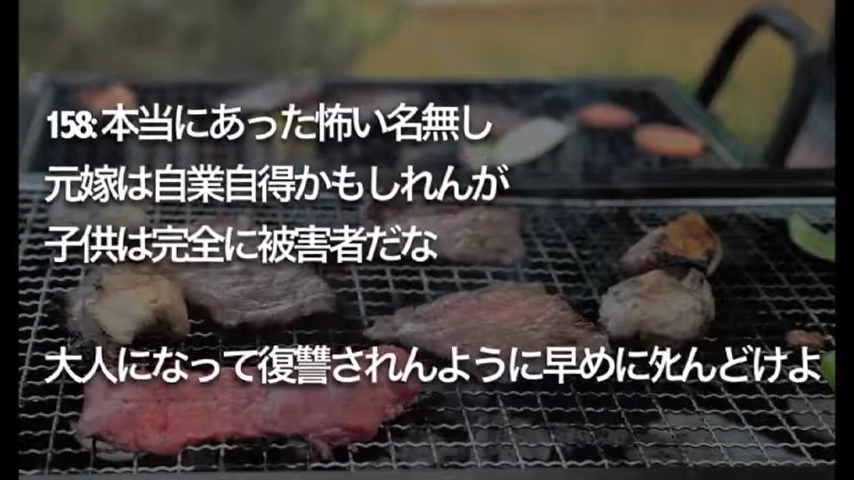 158: 本当にあった怖い名無し
元嫁は自業自得かもしれんが
子供は完全に被害者だな
大人になって復讐されんように早めにタヒんどけよ